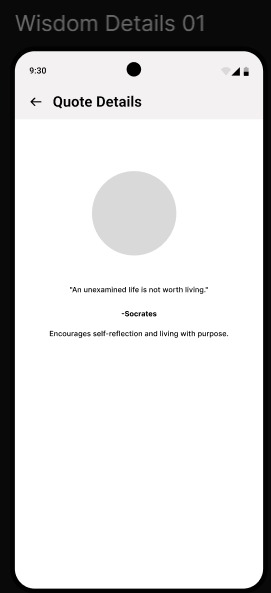 Wisdom Details 01
9:30
Quote Details
"An unexamined life is not worth living."
-Socrates
Encourages self-reflection and living with purpose.